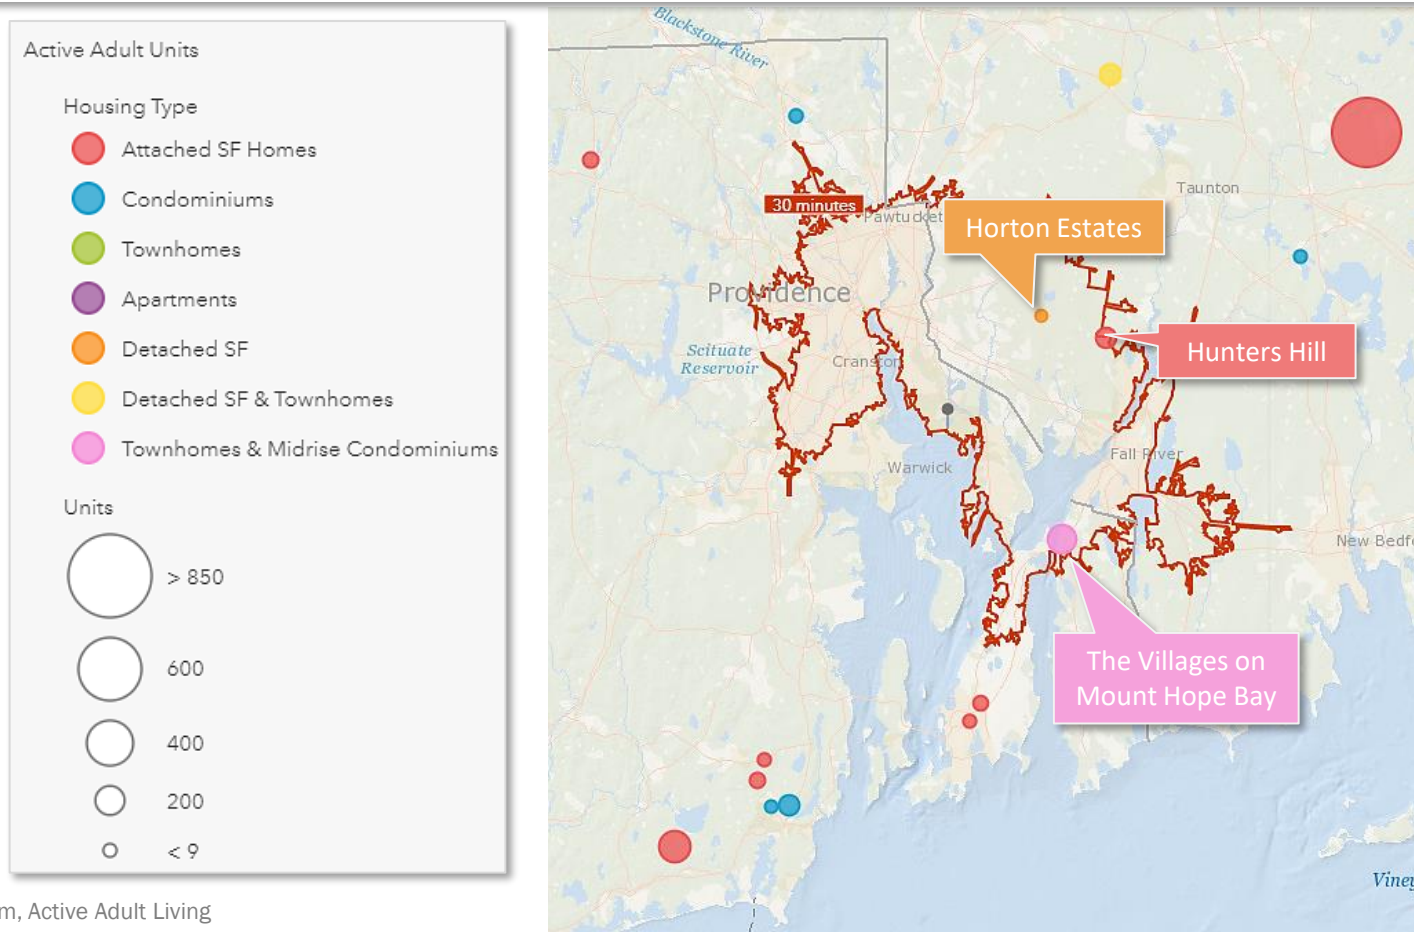 Active Adult Units
Housing Type
Attached SF Homes
Condominiums
Townhomes
Apartments
Detached SF
Detached SF & Townhomes
Townhomes & Midrise Condominiums
Units
> 850
600
400
200
< 9
m, Active Adult Living
Blackstone River
Taunton
30 minutes
Pawtucket
Horton Estates
Providence
Scituate
Reservoir
Cranston
Hunters Hill
Fall River
Warwick
New Bedf
The Villages on
Mount Hope Bay
Viney